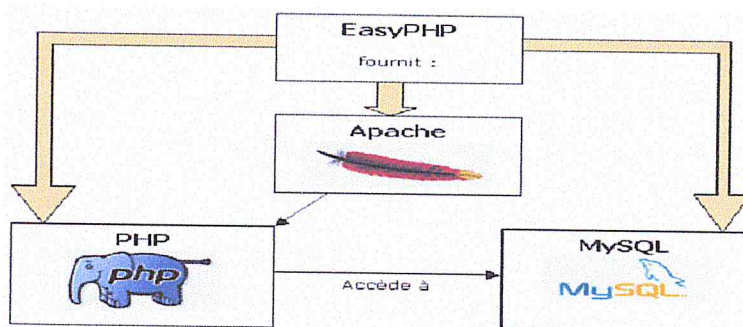 EasyPHP
fournit :
Apache
PHP
php
Accède à
MySQL
MySQL